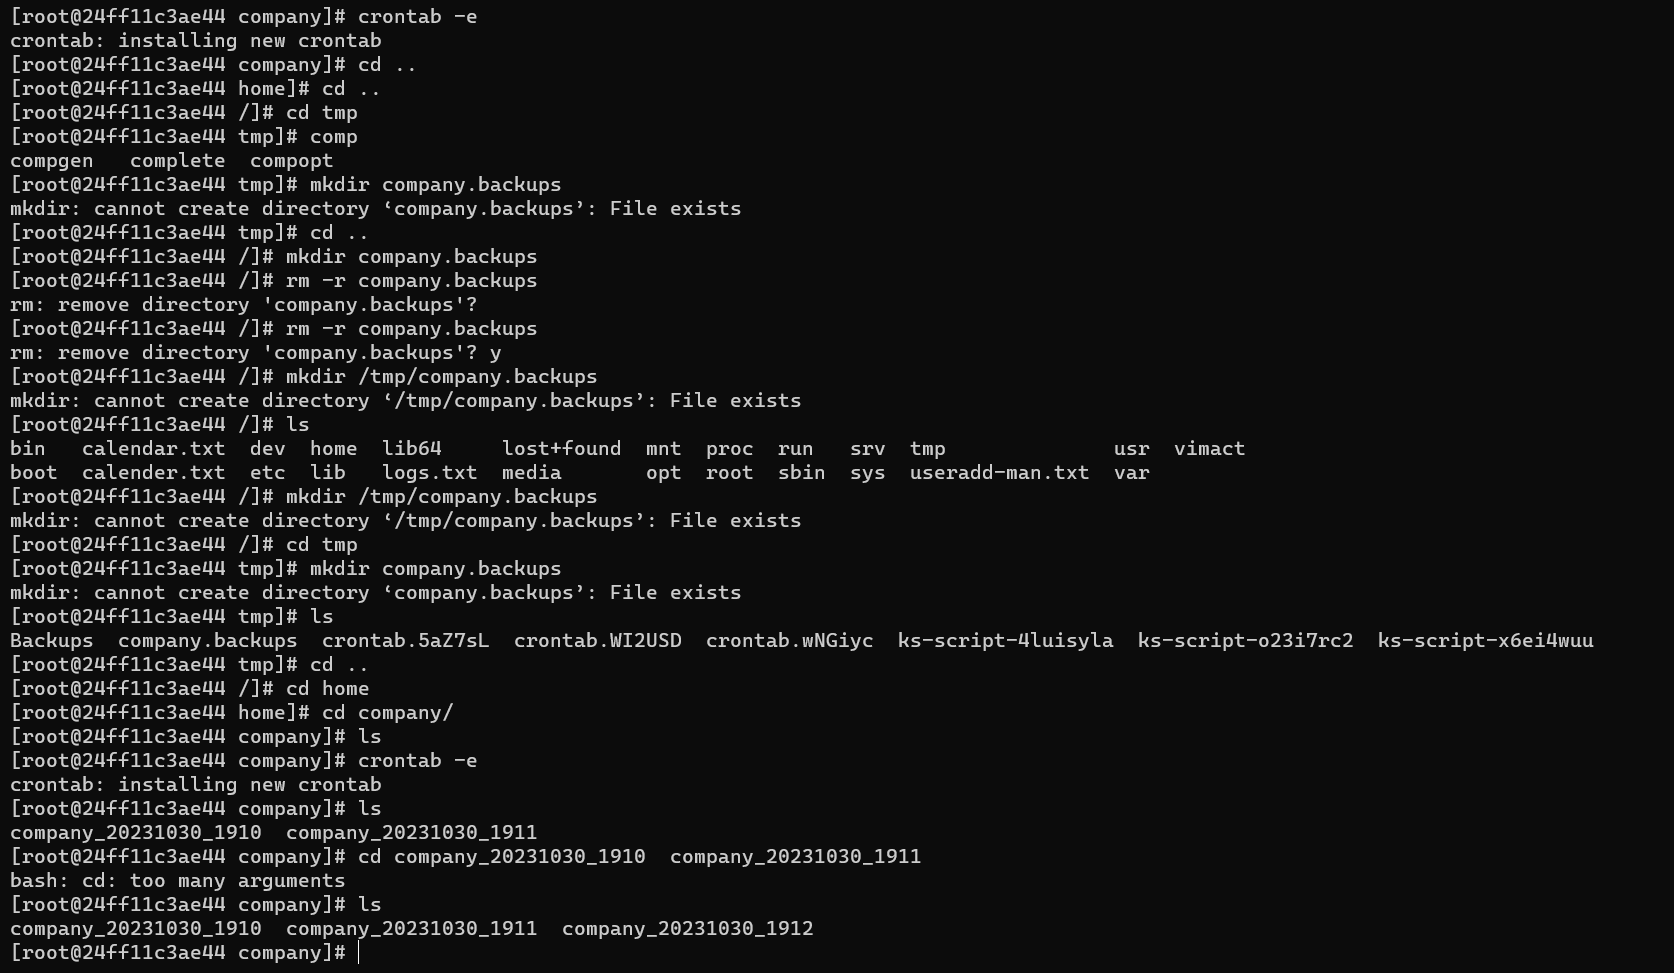 [root@24ff11c3ae44 company]# crontab -e
crontab: installing new crontab
[root@24ff11c3ae44 company]# cd ..
[root@24ff11c3ae44 home]# cd ..
[root@24ff11c3ae44 /]# cd tmp
[root@24ff11c3ae44 tmp]# comp
compgen   complete  compopt
[root@24ff11c3ae44 tmp]# mkdir company.backups
mkdir: cannot create directory ‘company.backups’: File exists
[root@24ff11c3ae44 tmp]# cd ..
[root@24ff11c3ae44 /]# mkdir company.backups
[root@24ff11c3ae44 /]# rm -r company.backups
rm: remove directory 'company.backups'?
[root@24ff11c3ae44 /]# rm -r company.backups
rm: remove directory 'company.backups'? y
[root@24ff11c3ae44 /]# mkdir /tmp/company.backups
mkdir: cannot create directory ‘/tmp/company.backups’: File exists
[root@24ff11c3ae44 /]# ls
bin   calendar.txt  dev  home  lib64     lost+found  mnt  proc  run   srv  tmp              usr  vimact
boot  calender.txt  etc  lib   logs.txt  media       opt  root  sbin  sys  useradd-man.txt  var
[root@24ff11c3ae44 /]# mkdir /tmp/company.backups
mkdir: cannot create directory ‘/tmp/company.backups’: File exists
[root@24ff11c3ae44 /]# cd tmp
[root@24ff11c3ae44 tmp]# mkdir company.backups
mkdir: cannot create directory ‘company.backups’: File exists
[root@24ff11c3ae44 tmp]# ls
Backups  company.backups  crontab.5aZ7sL  crontab.WI2USD  crontab.wNGiyc  ks-script-4luisyla  ks-script-o23i7rc2  ks-script-x6ei4wuu
[root@24ff11c3ae44 tmp]# cd ..
[root@24ff11c3ae44 /]# cd home
[root@24ff11c3ae44 home]# cd company/
[root@24ff11c3ae44 company]# ls
[root@24ff11c3ae44 company]# crontab -e
crontab: installing new crontab
[root@24ff11c3ae44 company]# ls
company_20231030_1910  company_20231030_1911
[root@24ff11c3ae44 company]# cd company_20231030_1910  company_20231030_1911
bash: cd: too many arguments
[root@24ff11c3ae44 company]# ls
company_20231030_1910  company_20231030_1911  company_20231030_1912
[root@24ff11c3ae44 company]#